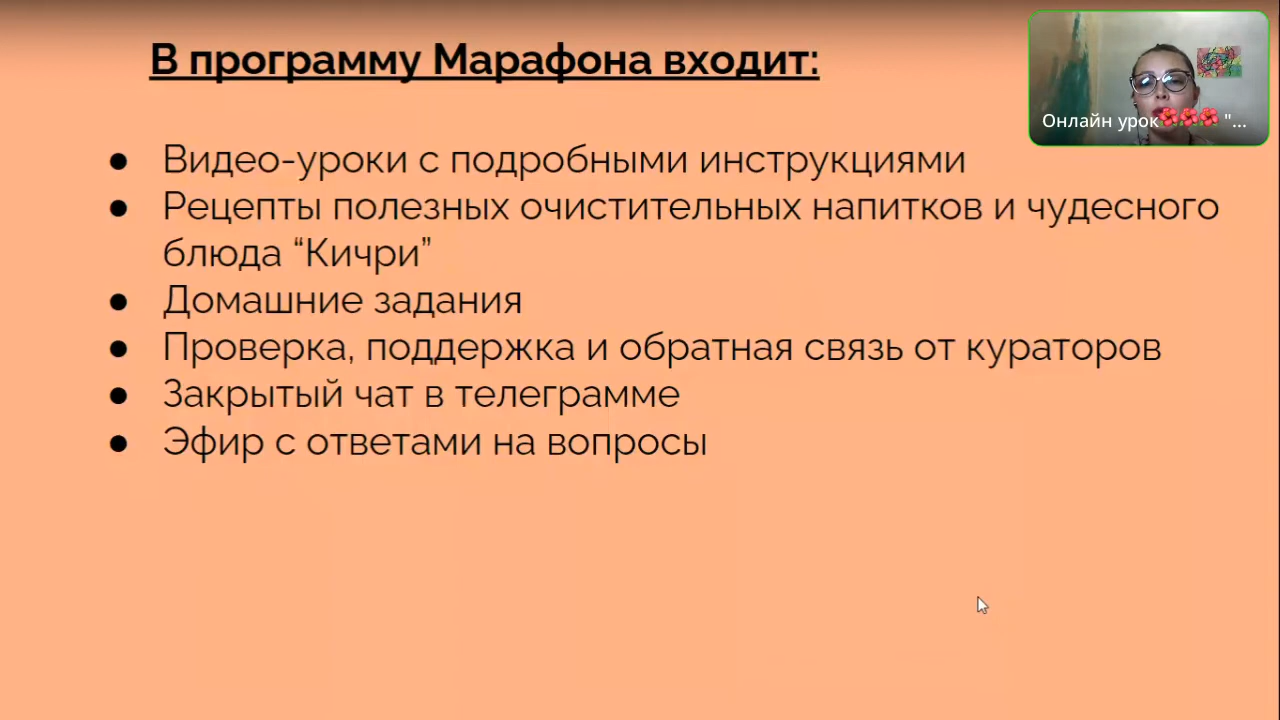 В программу Марафона входит:
Онлайн урок🌺🌺🌺 "...
● Видео-уроки с подробными инструкциями
● Рецепты полезных очистительных напитков и чудесного
блюда “Кичри”
● Домашние задания
● Проверка, поддержка и обратная связь от кураторов
● Закрытый чат в телеграмме
● Эфир с ответами на вопросы